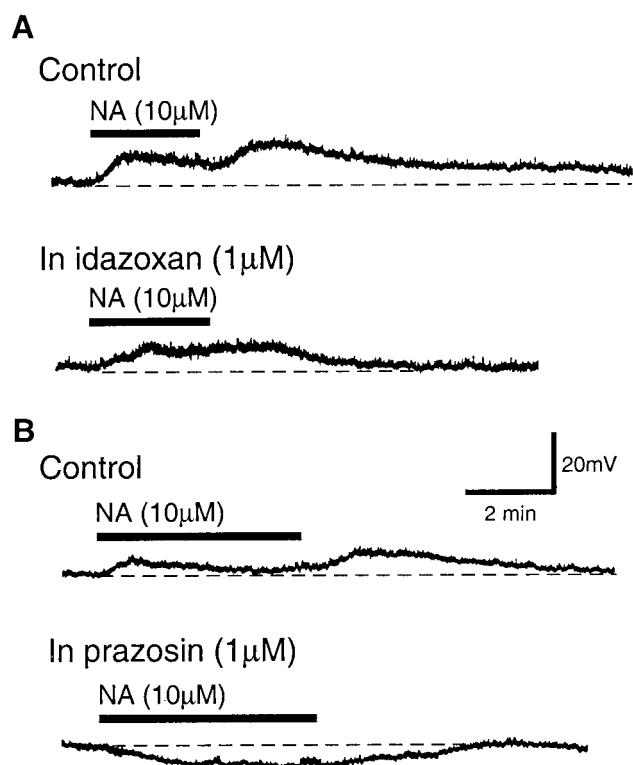 A
Control
NA (10μM)
In idazoxan (1μM)
NA (10μM)
B
Control
20mV
NA (10μM)
2 min
In prazosin (1μM)
NA (10μM)